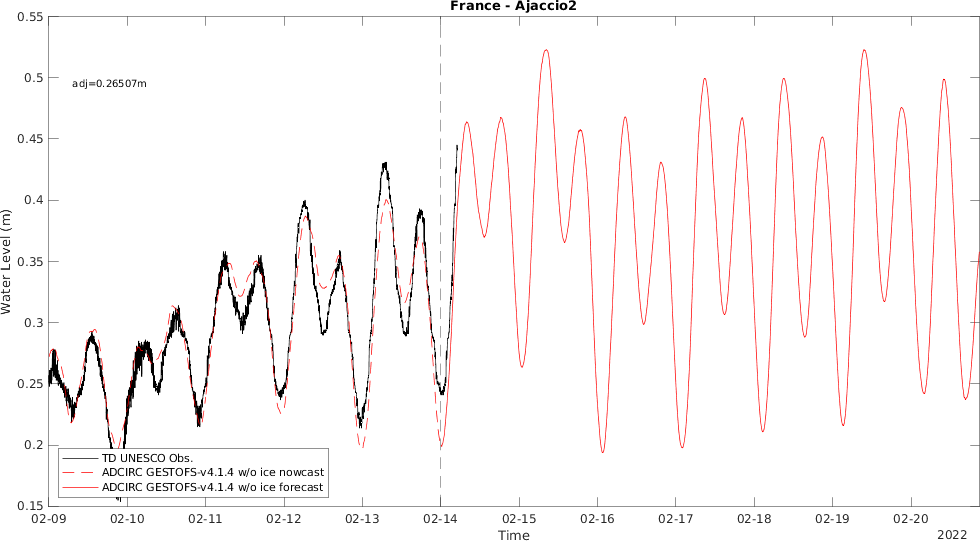 France - Ajaccio2
0.55
0.5
0.45
0.4
0.35
0.3
0.25
0.2
0.15
Water Level (m)
adj=0.26507m
TD UNESCO Obs.
ADCIRC GESTOFS-v4.1.4 w/o ice nowcast
ADCIRC GESTOFS-v4.1.4 w/o ice forecast
02-09 02-10 02-11 02-12 02-13 02-14 02-15 02-16 02-17 02-18 02-19 02-20
Time
2022